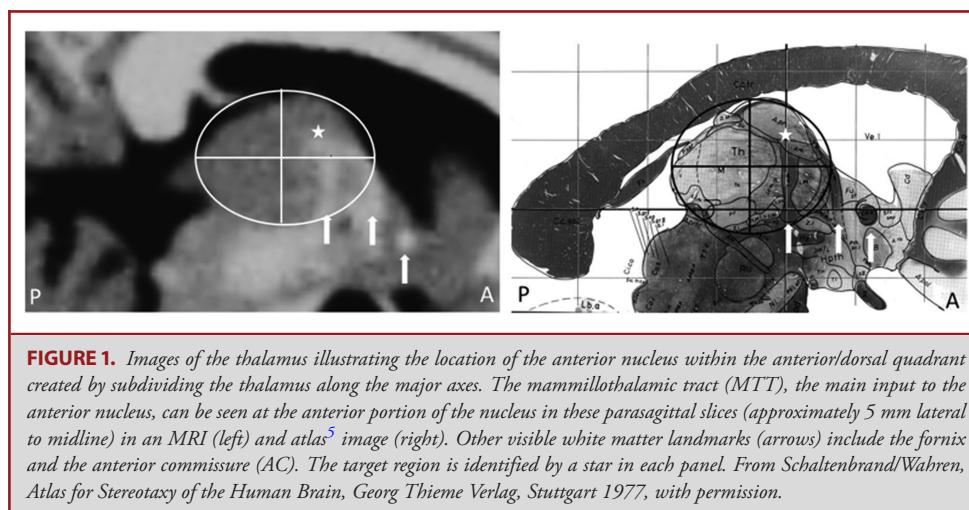 P
A
Ve.l
Th
M
Hpth
Cd
RU
P
A
Lb.a
FIGURE 1. Images of the thalamus illustrating the location of the anterior nucleus within the anterior/dorsal quadrant
created by subdividing the thalamus along the major axes. The mammillothalamic tract (MTT), the main input to the
anterior nucleus, can be seen at the anterior portion of the nucleus in these parasagittal slices (approximately 5 mm lateral
to midline) in an MRI (left) and atlas5 image (right). Other visible white matter landmarks (arrows) include the fornix
and the anterior commissure (AC). The target region is identified by a star in each panel. From Schaltenbrand/Wahren,
Atlas for Stereotaxy of the Human Brain, Georg Thieme Verlag, Stuttgart 1977, with permission.